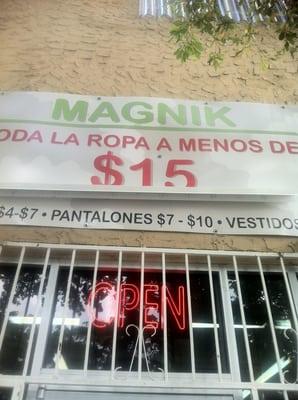 MAGNIK
ODA LA ROPA A MENOS DE
$15
$4-$7 • PANTALONES $7 - $10 • VESTIDOS
OPEN